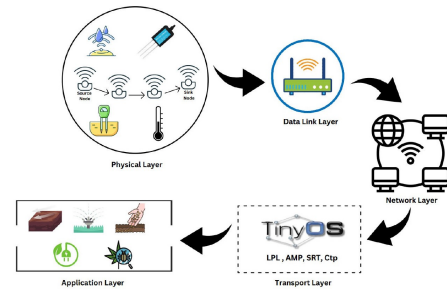 Source
Node
Sink
Node
Physical Layer
Data Link Layer
Network Layer
TinyOS
LPL , AMP, SRT, Ctp
Transport Layer
Application Layer